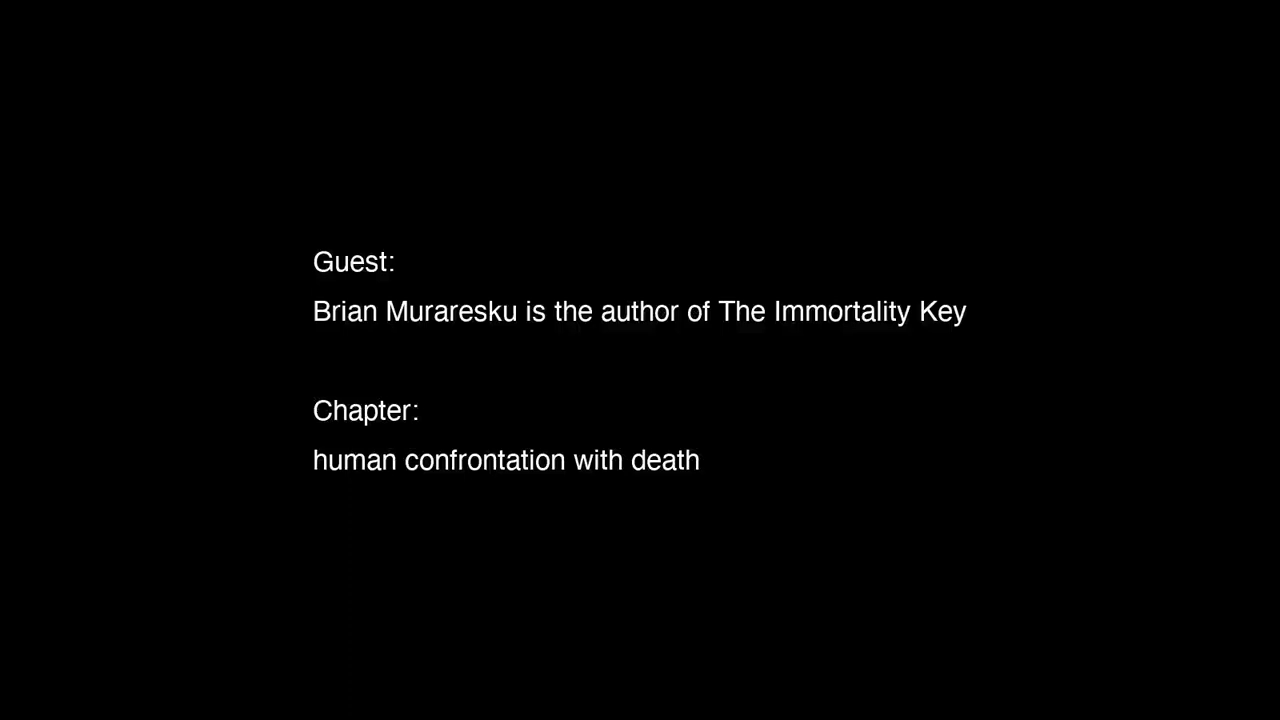 Guest:
Brian Muraresku is the author of The Immortality Key
Chapter:
human confrontation with death